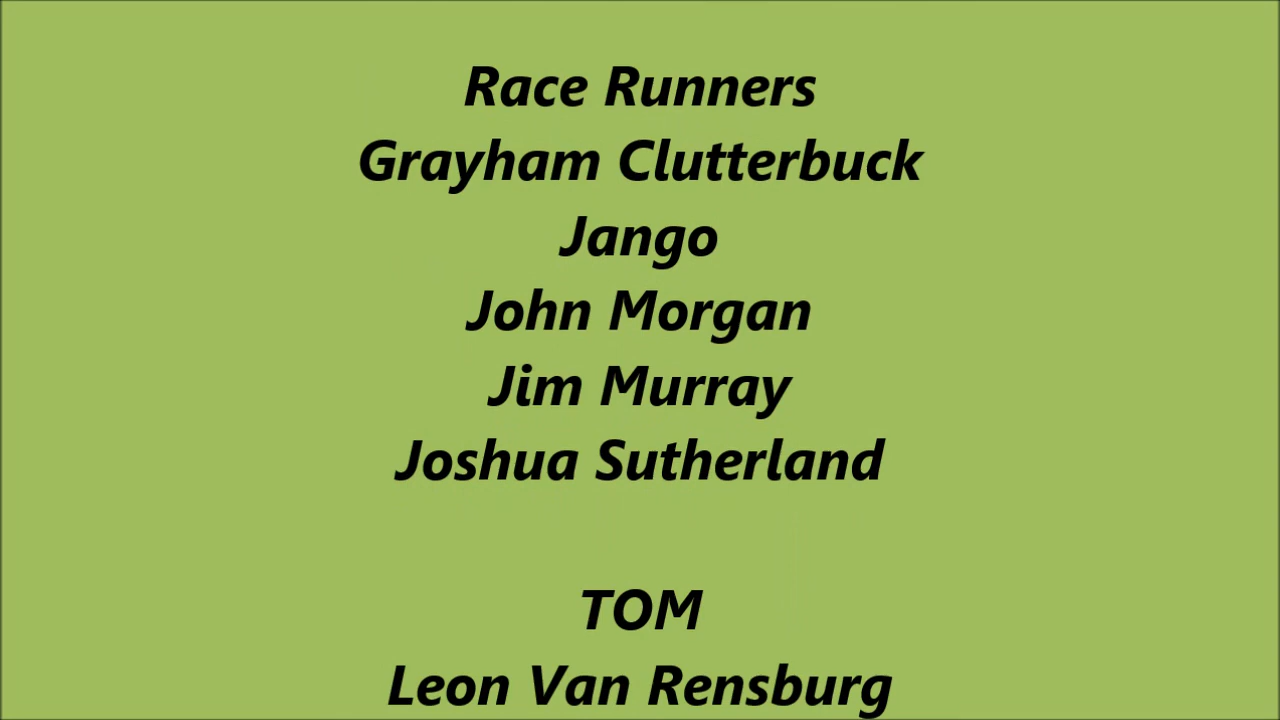 Race Runners
Grayham Clutterbuck
Jango
John Morgan
Jim Murray
Joshua Sutherland
TOM
Leon Van Rensburg